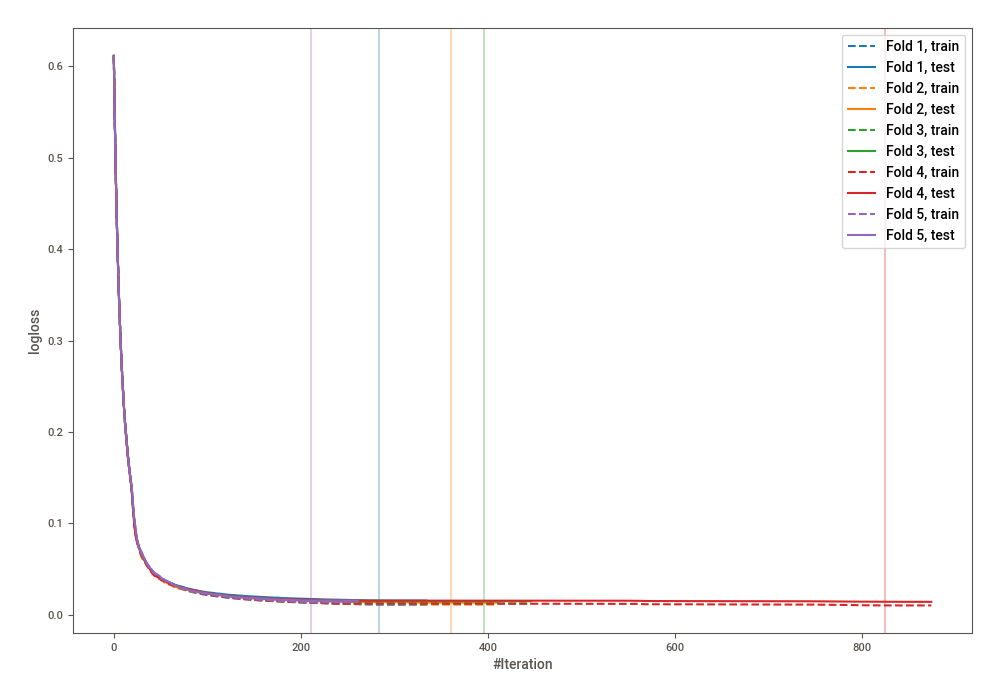 0.6
0.5
0.4
0.3
0.2
0.1
0.0
logloss
0
200
400
600
800
#Iteration
Fold 1, train
Fold 1, test
Fold 2, train
Fold 2, test
Fold 3, train
Fold 3, test
Fold 4, train
Fold 4, test
Fold 5, train
Fold 5, test